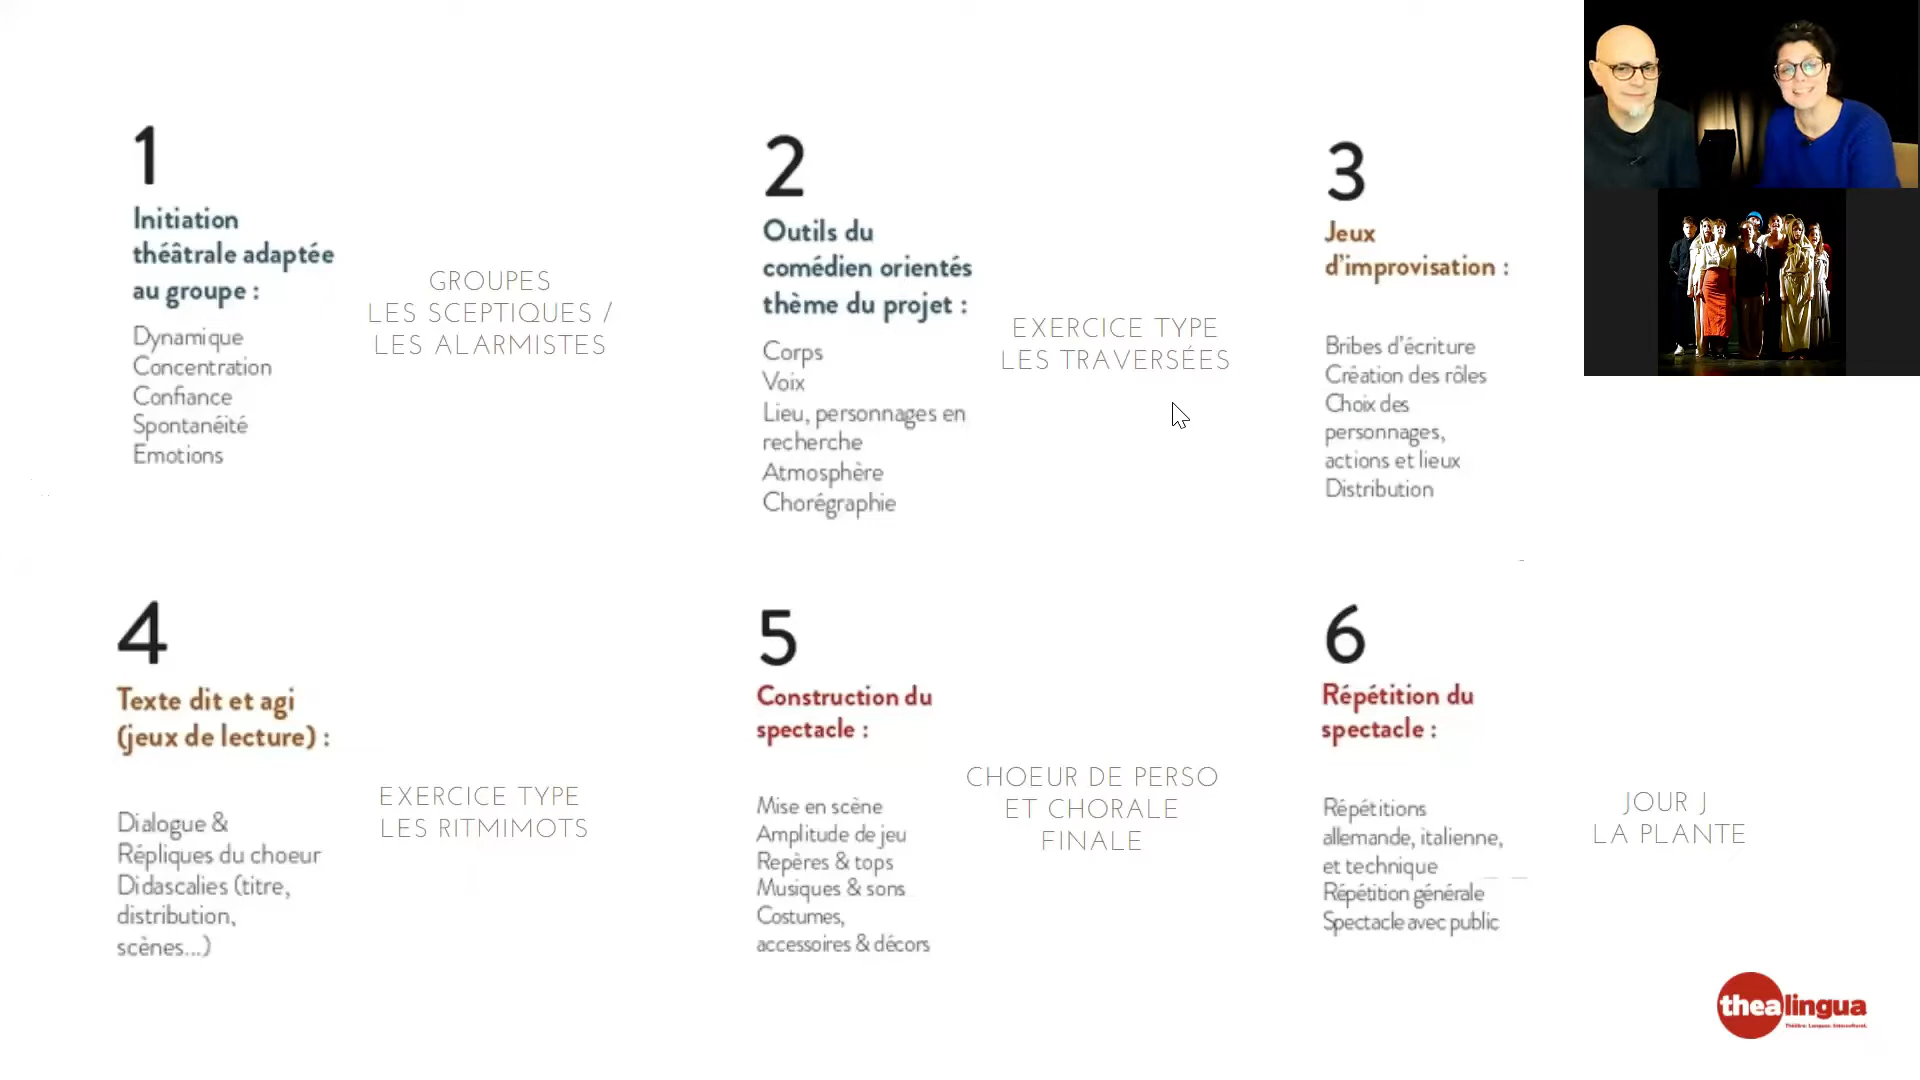 1
Initiation
théâtrale adaptée
au groupe :
Dynamique
Concentration
Confiance
Spontanéité
Emotions
GROUPES
LES SCEPTIQUES /
LES ALARMISTES
2
Outils du
comédien orientés
thème du projet :
Corps
Voix
Lieu, personnages en
recherche
Atmosphère
Chorégraphie
EXERCICE TYPE
LES TRAVERSÉES
3
Jeux
d'improvisation :
Bribes d'écriture
Création des rôles
Choix des
personnages,
actions et lieux
Distribution
4
Texte dit et agi
(jeux de lecture) :
Dialogue &
Répliques du choeur
Didascalies (titre,
distribution,
scènes...)
EXERCICE TYPE
LES RITMIMOTS
5
Construction du
spectacle :
Mise en scène
Amplitude de jeu
Repères & tops
Musiques & sons
Costumes,
accessoires & décors
CHOEUR DE PERSO
ET CHORALE
FINALE
6
Répétition du
spectacle :
Répétitions
allemande, italienne,
et technique
Répétition générale
Spectacle avec public
JOUR J
LA PLANTE
thealingua
Théâtre. Langues. Interculturel.